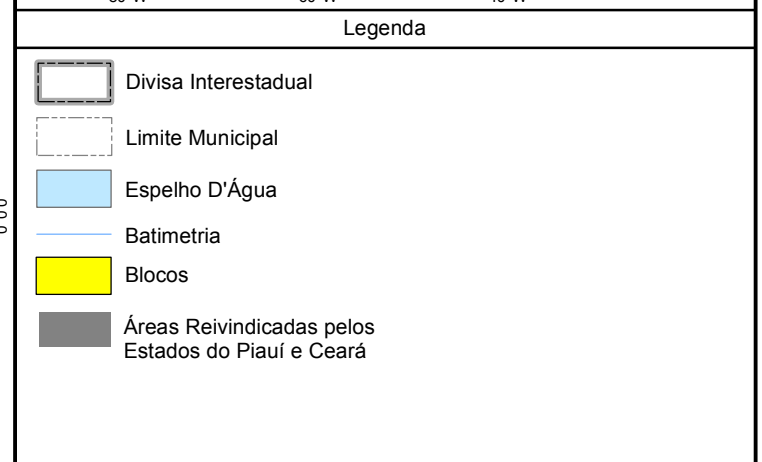 Legenda
Divisa Interestadual
Limite Municipal
Espelho D'Água
Batimetria
Blocos
Áreas Reivindicadas pelos
Estados do Piauí e Ceará